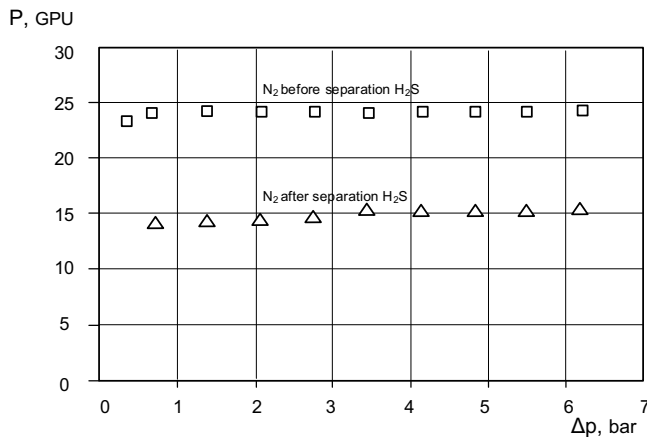 P, GPU
30
N₂ before separation H₂S
25
20
N₂ after separation H₂S
15
10
5
0
0 1 2 3 4 5 6 7
Δp, bar